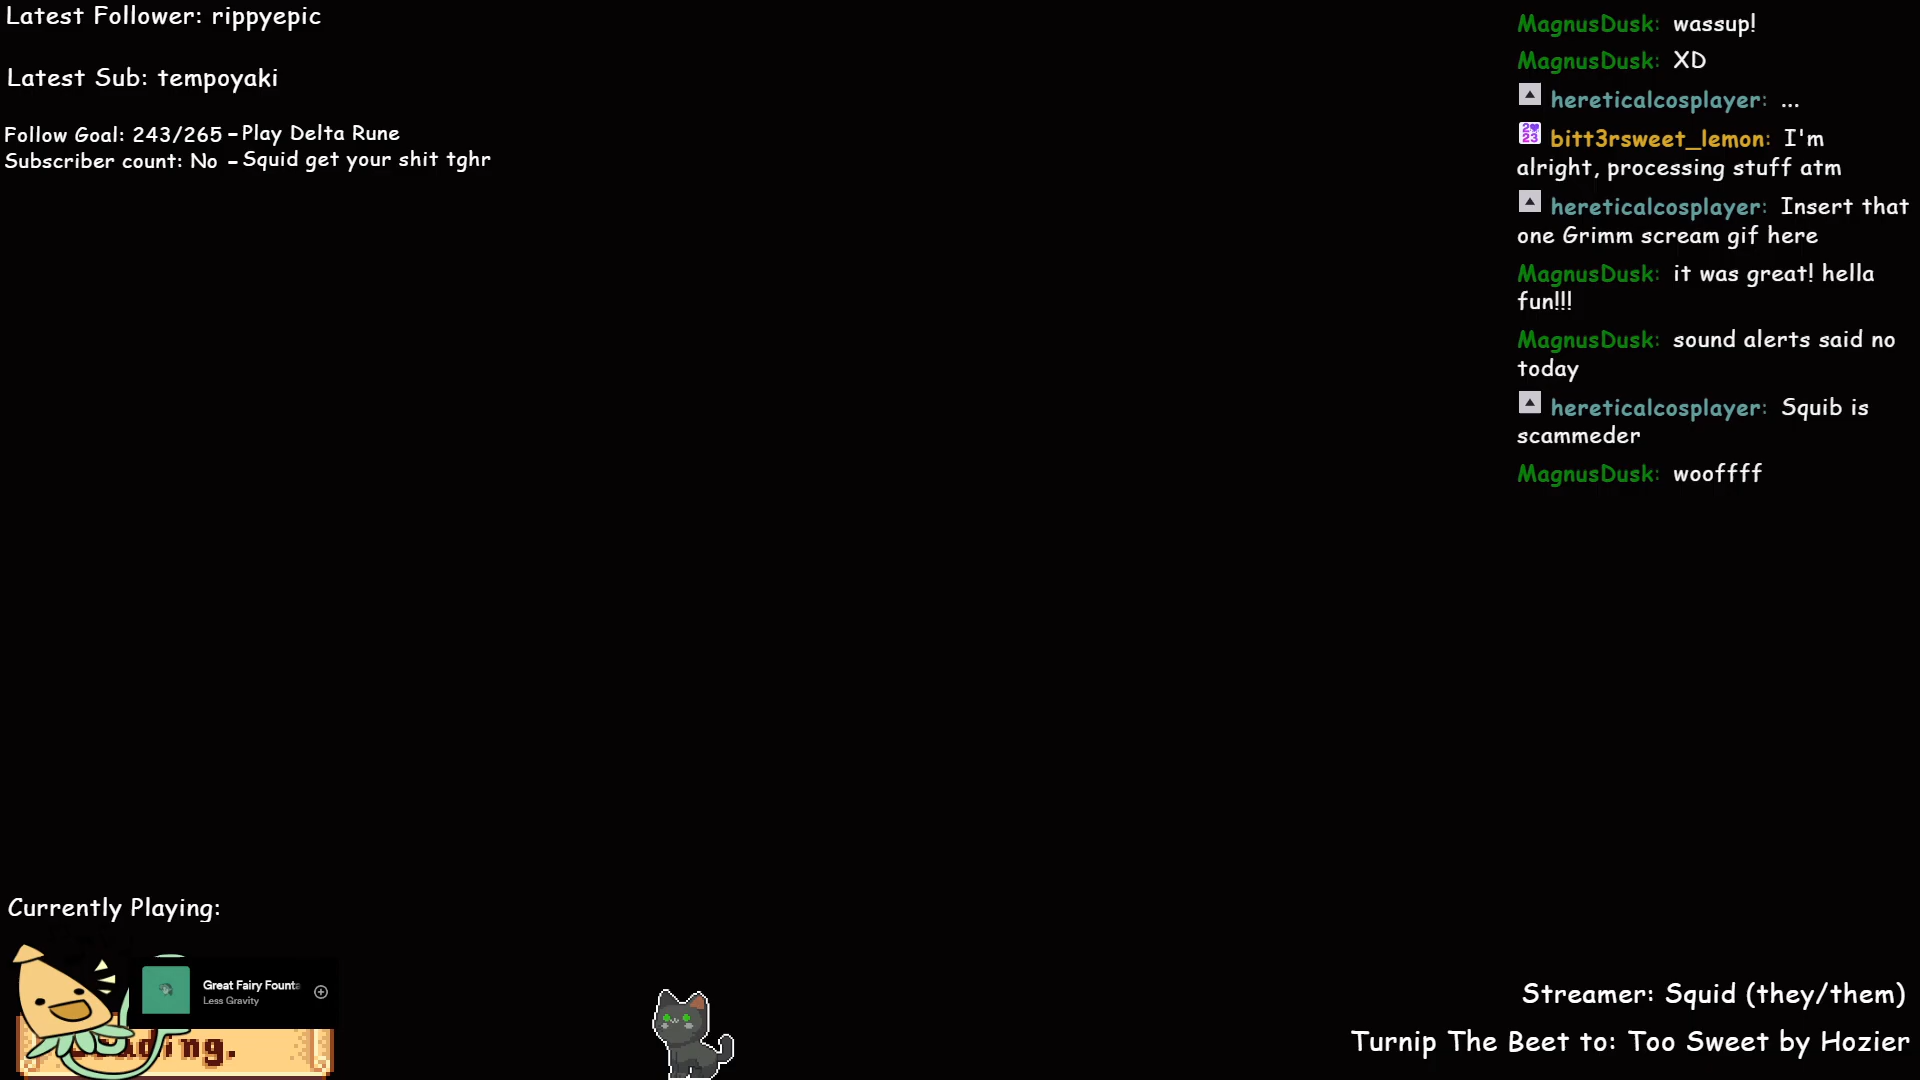 Latest Follower: rippyepic
Latest Sub: tempoyaki
Follow Goal: 243/265 - Play Delta Rune
Subscriber count: No - Squid get your shit tghr
MagnusDusk: wassup!
MagnusDusk: XD
hereticalcosplayer: ...
bitt3rsweet_lemon: I'm
alright, processing stuff atm
hereticalcosplayer: Insert that
one Grimm scream gif here
MagnusDusk: it was great! hella
fun!!!
MagnusDusk: sound alerts said no
today
hereticalcosplayer: Squib is
scammeder
MagnusDusk: wooffff
Currently Playing:
Great Fairy Founta
Less Gravity
Streamer: Squid (they/them)
Turnip The Beet to: Too Sweet by Hozier